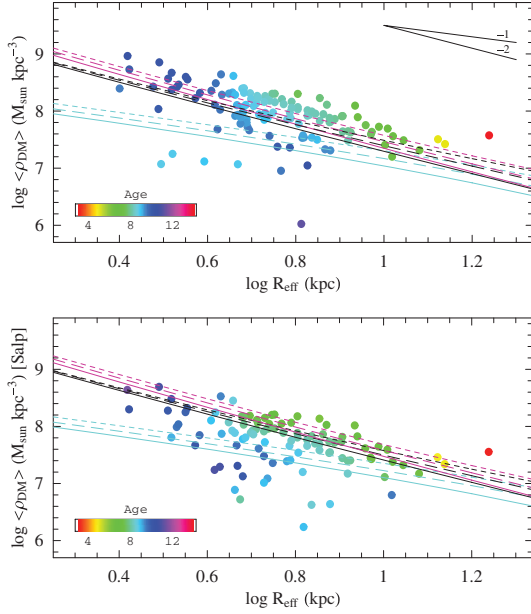 −1
−2
9
8
7
6
log <ρDM> (Msun kpc−3)
Age
4 8 12
0.4 0.6 0.8 1 1.2
log Reff (kpc)
9
8
7
6
log <ρDM> (Msun kpc−3) [Salp]
Age
4 8 12
0.4 0.6 0.8 1 1.2
log Reff (kpc)